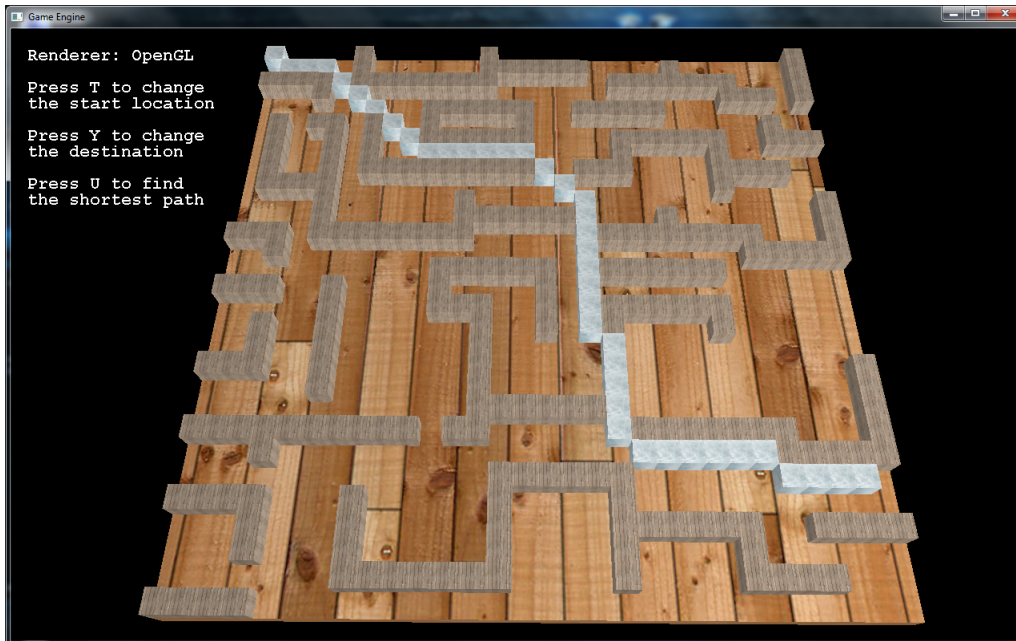 Game Engine
Renderer: OpenGL
Press T to change
the start location
Press Y to change
the destination
Press U to find
the shortest path